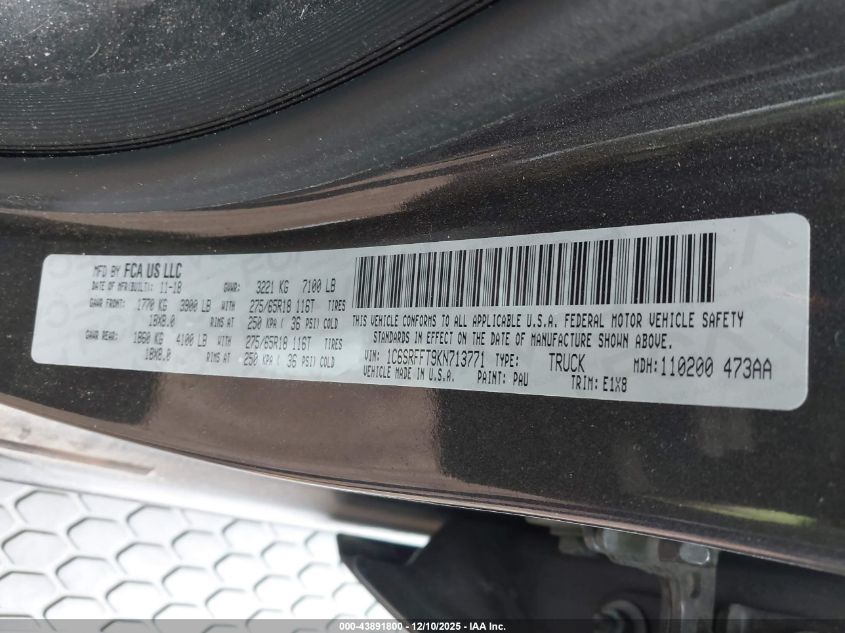 MFD BY FCA US LLC
DATE OF MFR(BUILT): 11-18 GVWR: 3221 KG 7100 LB
GAWR FRONT: 1770 KG 3900 LB WITH 275/65R18 116T TIRES
18X8.0 RIMS AT 250 KPA ( 36 PSI) COLD
GAWR REAR: 1860 KG 4100 LB WITH 275/65R18 116T TIRES
18X8.0 RIMS AT 250 KPA ( 36 PSI) COLD
THIS VEHICLE CONFORMS TO ALL APPLICABLE U.S.A. FEDERAL MOTOR VEHICLE SAFETY
STANDARDS IN EFFECT ON THE DATE OF MANUFACTURE SHOWN ABOVE.
VIN: 1C6SRFFT9KN713771 TYPE: TRUCK MDH: 110200 473AA
VEHICLE MADE IN U.S.A. PAINT: PAU TRIM: E1X8
000-43891800 - 12/10/2025 - IAA Inc.